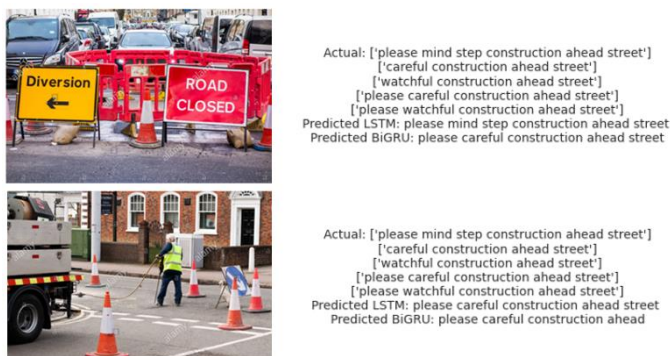 Diversion
ROAD
CLOSED
Actual: ['please mind step construction ahead street']
['careful construction ahead']
['watchful construction ahead']
['please careful construction ahead street']
['please watchful construction ahead street']
Predicted LSTM: please mind step construction ahead street
Predicted BiGRU: please careful construction ahead street
Actual: ['please mind step construction ahead street']
['careful construction ahead']
['watchful construction ahead']
['please careful construction ahead street']
['please watchful construction ahead street']
Predicted LSTM: please careful construction ahead street
Predicted BiGRU: please careful construction ahead